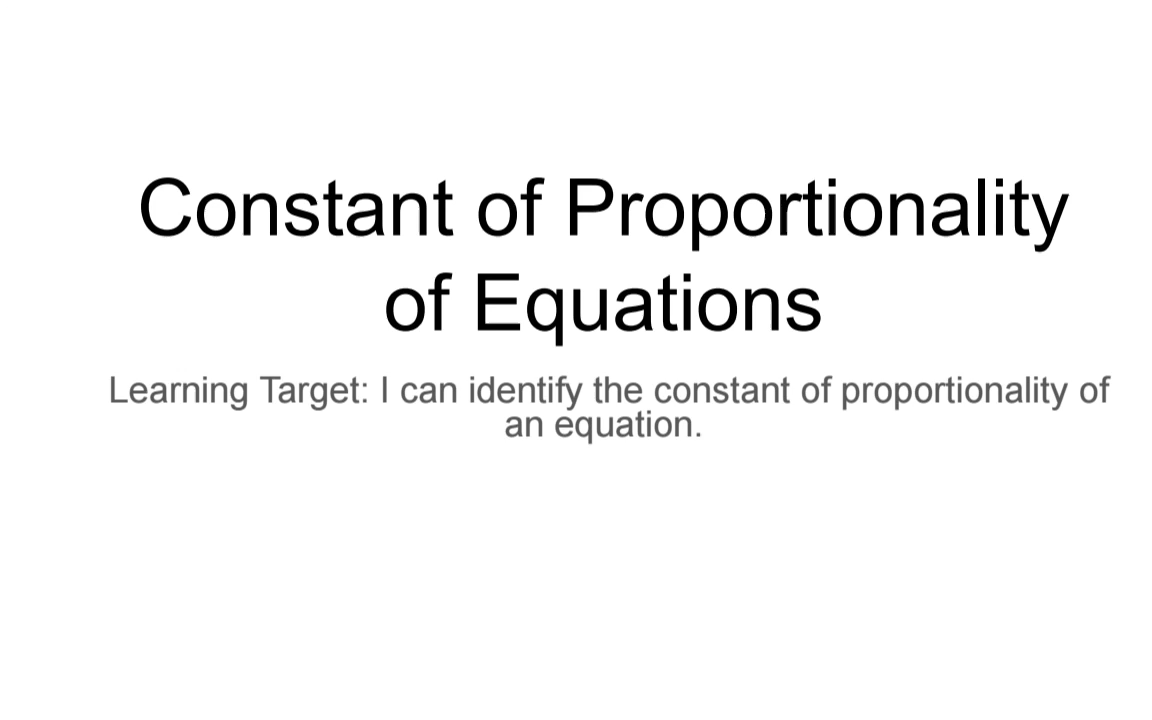 Constant of Proportionality
of Equations
Learning Target: I can identify the constant of proportionality of
an equation.